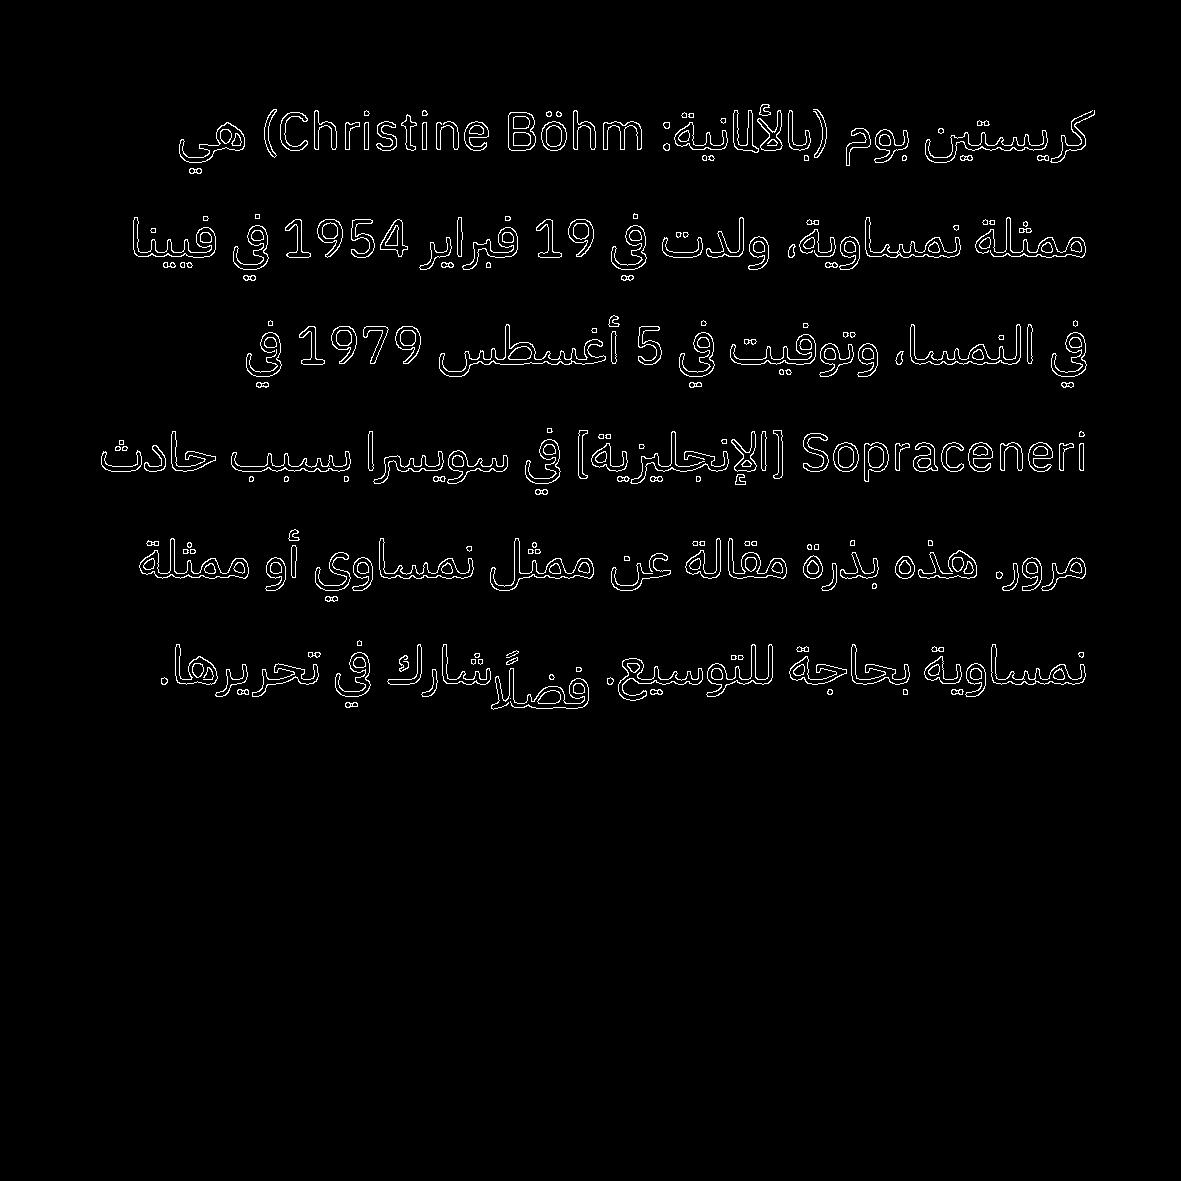 كريستين بوم (بالألمانية: Christine Böhm) هي
ممثلة نمساوية، ولدت في 19 فبراير 1954 في فيينا
في النمسا، وتوفيت في 5 أغسطس 1979 في
Sopraceneri [الإنجليزية] في سويسرا بسبب حادث
مرور. هذه بذرة مقالة عن ممثل نمساوي أو ممثلة
نمساوية بحاجة للتوسيع. فضلًا شارك في تحريرها.